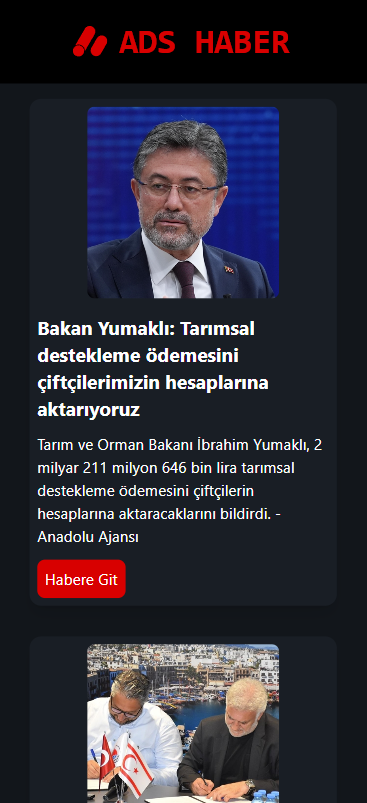 ADS HABER
Bakan Yumaklı: Tarımsal
destekleme ödemesini
çiftçilerimizin hesaplarına
aktarıyoruz
Tarım ve Orman Bakanı İbrahim Yumaklı, 2
milyar 211 milyon 646 bin lira tarımsal
destekleme ödemesini çiftçilerin
hesaplarına aktaracaklarını bildirdi. -
Anadolu Ajansı
Habere Git